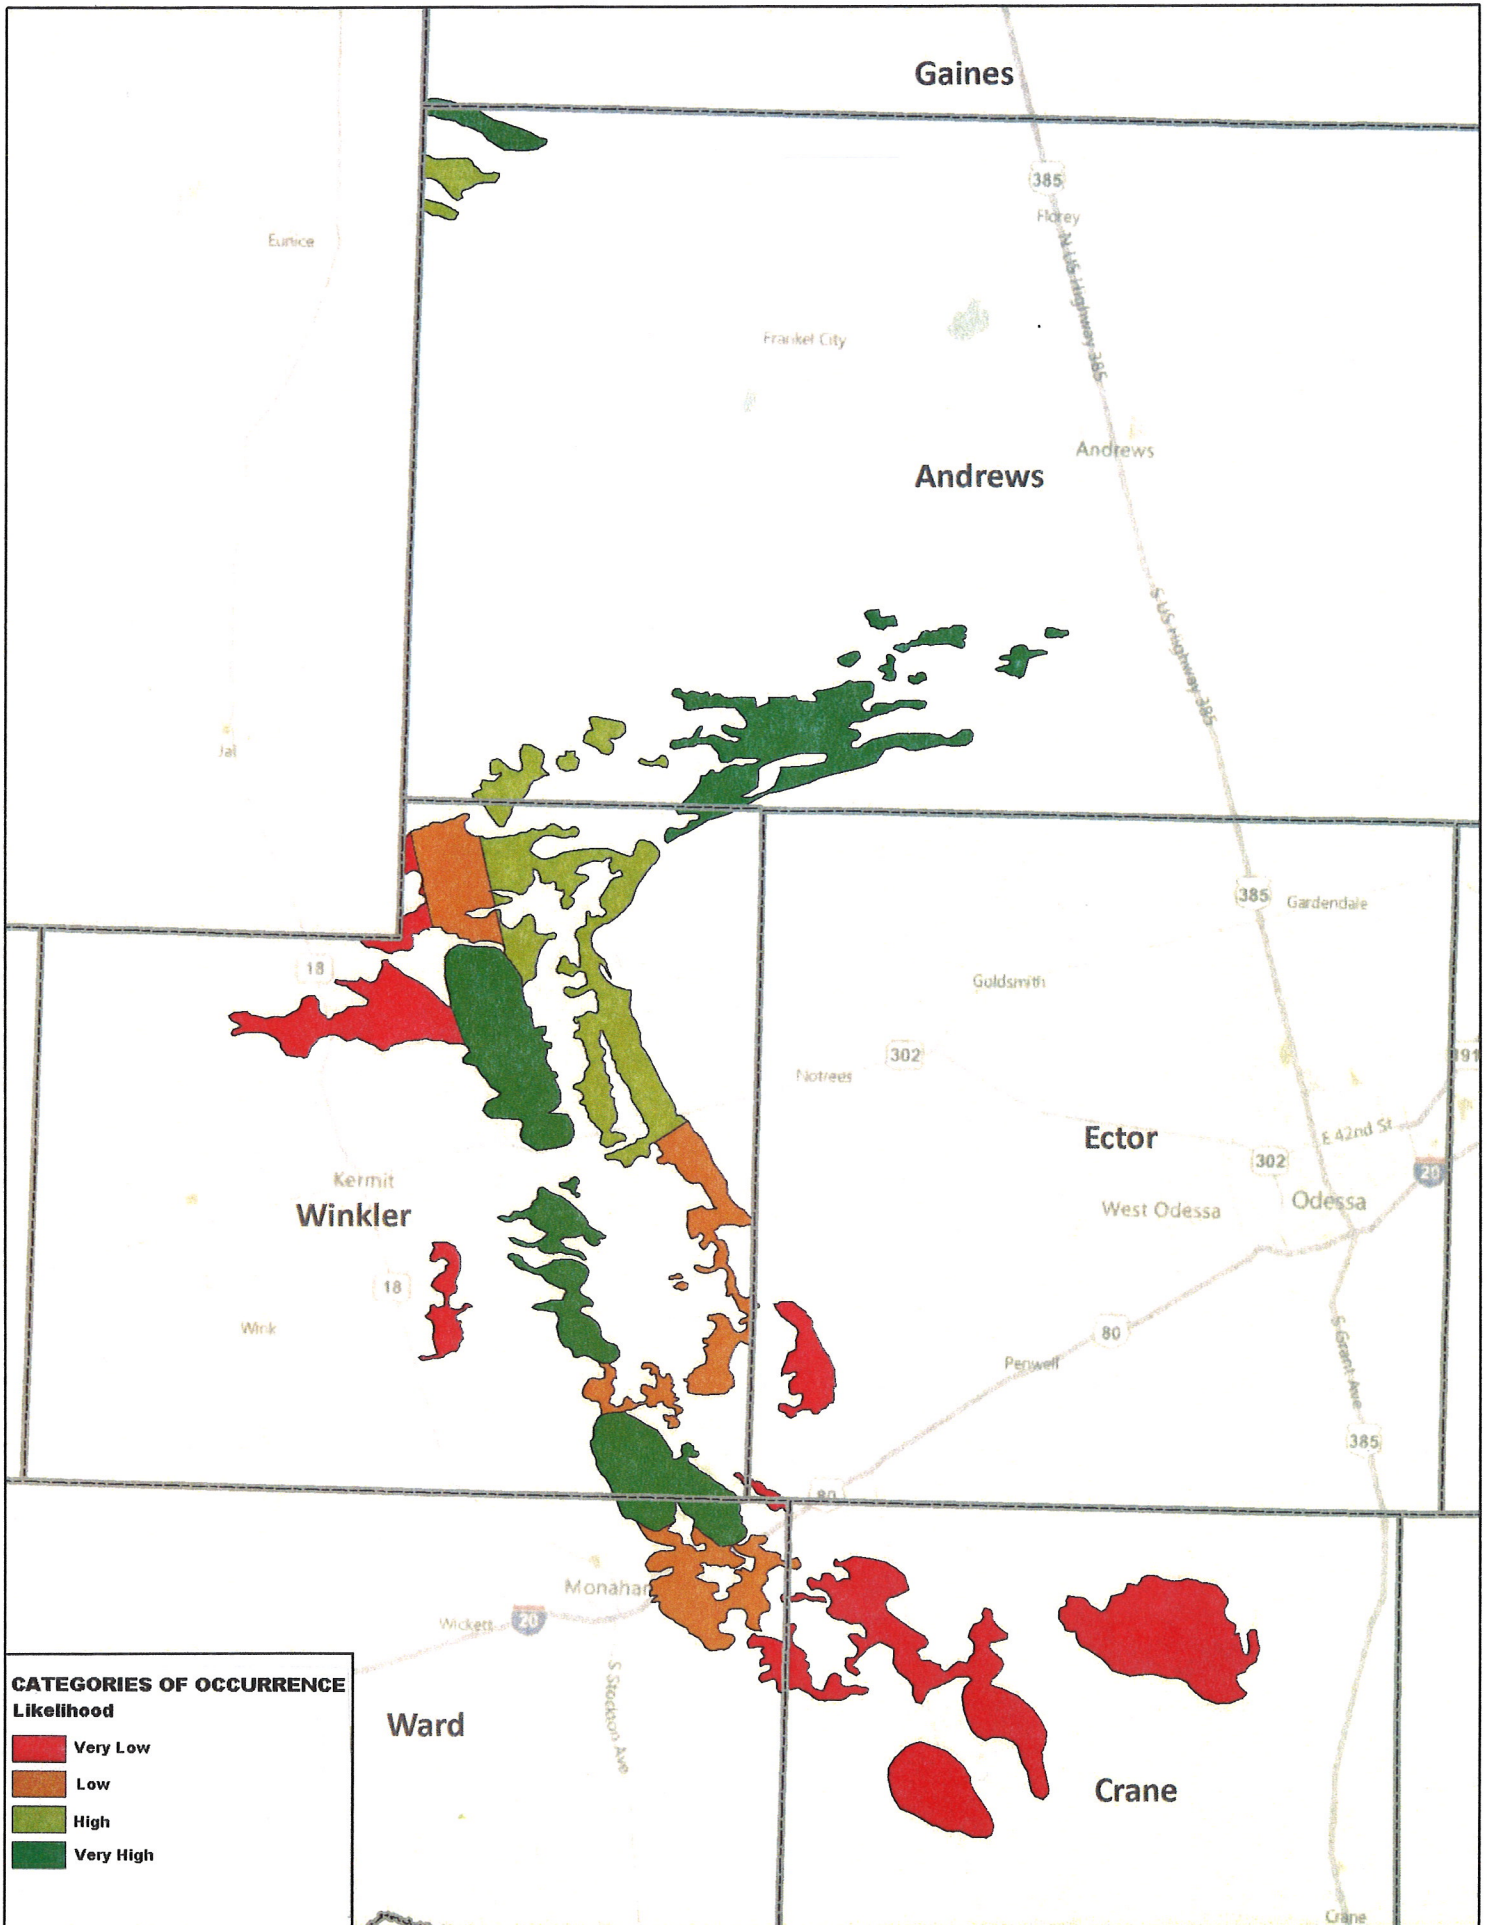 Gaines
385
Florey
N US Highway 385
Eunice
Frankel City
Andrews
Andrews
S US Highway 385
Jal
385
Gardendale
18
Goldsmith
302
191
Notrees
Ector
E 42nd St
302
20
Kermit
Winkler
West Odessa
Odessa
18
Wink
80
Penwell
S Grant Ave
385
80
Monahan
Wickett
20
S Stockton Ave
CATEGORIES OF OCCURRENCE
Likelihood
Very Low
Low
High
Very High
Ward
Crane
Crane